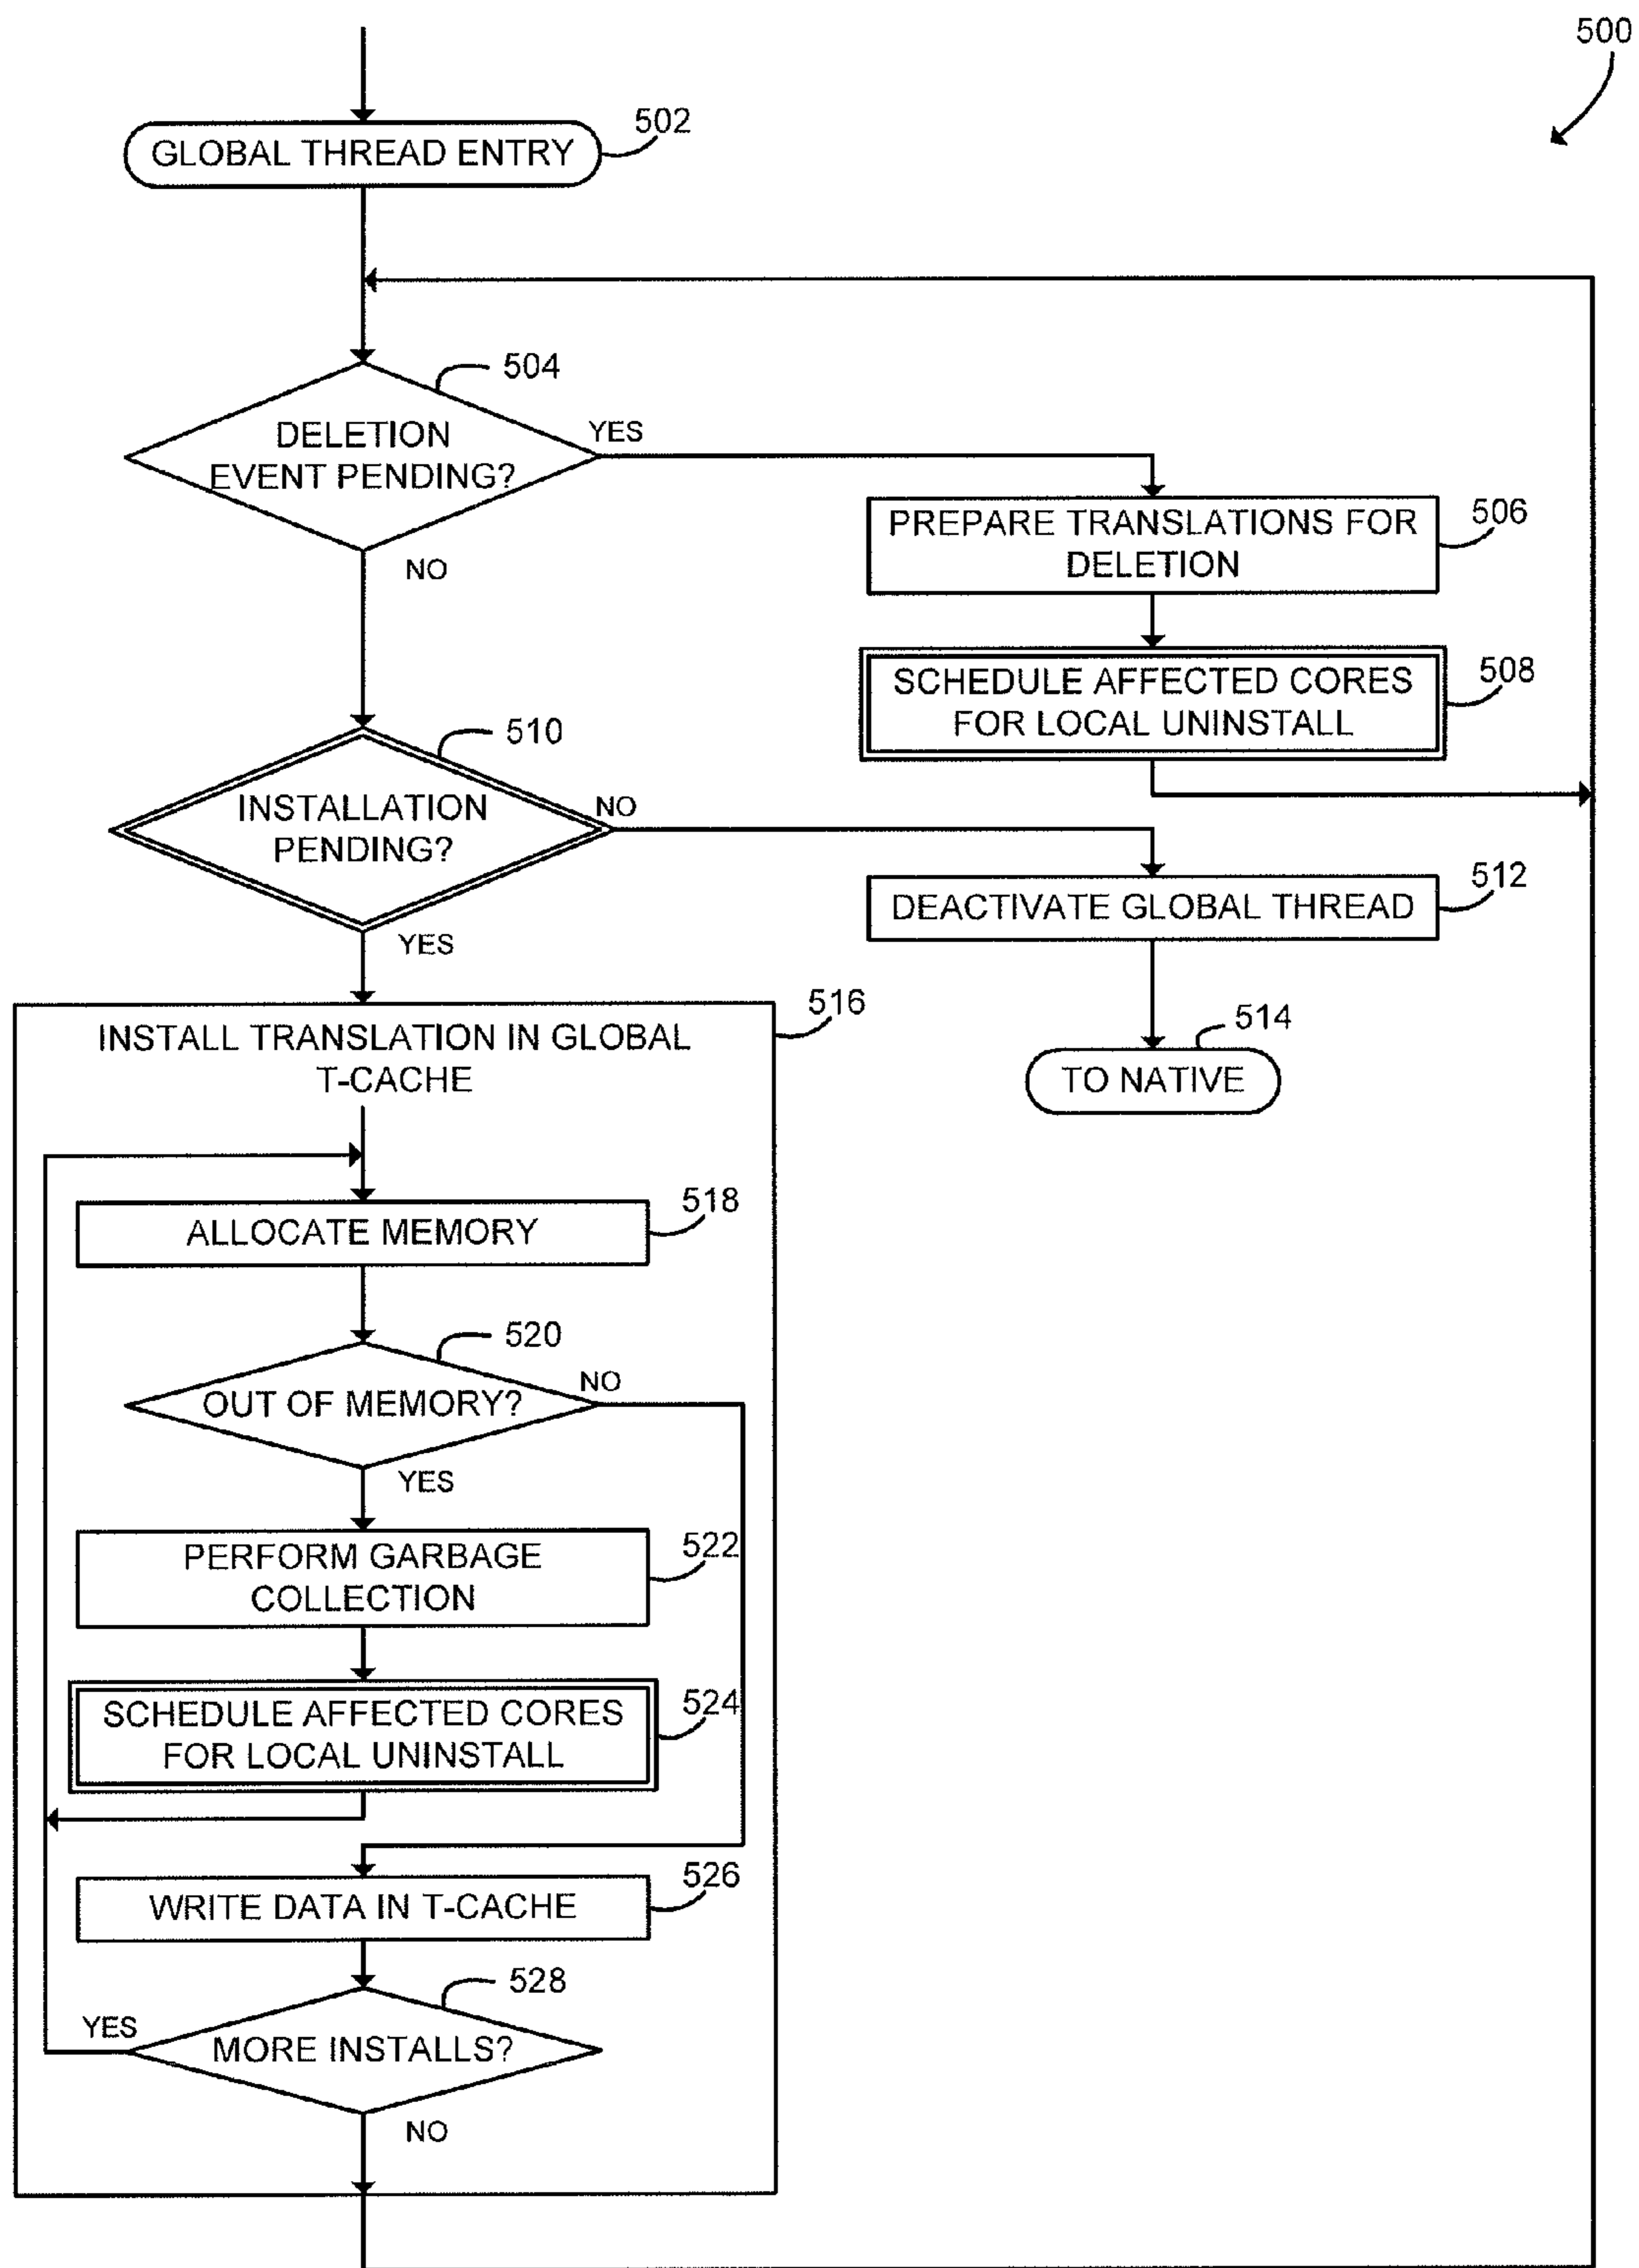 500
502
GLOBAL THREAD ENTRY
504
DELETION
EVENT PENDING?
YES
NO
506
PREPARE TRANSLATIONS FOR
DELETION
508
SCHEDULE AFFECTED CORES
FOR LOCAL UNINSTALL
510
INSTALLATION
PENDING?
NO
YES
512
DEACTIVATE GLOBAL THREAD
514
TO NATIVE
516
INSTALL TRANSLATION IN GLOBAL
T-CACHE
518
ALLOCATE MEMORY
520
OUT OF MEMORY?
NO
YES
522
PERFORM GARBAGE
COLLECTION
524
SCHEDULE AFFECTED CORES
FOR LOCAL UNINSTALL
526
WRITE DATA IN T-CACHE
528
YES
MORE INSTALLS?
NO